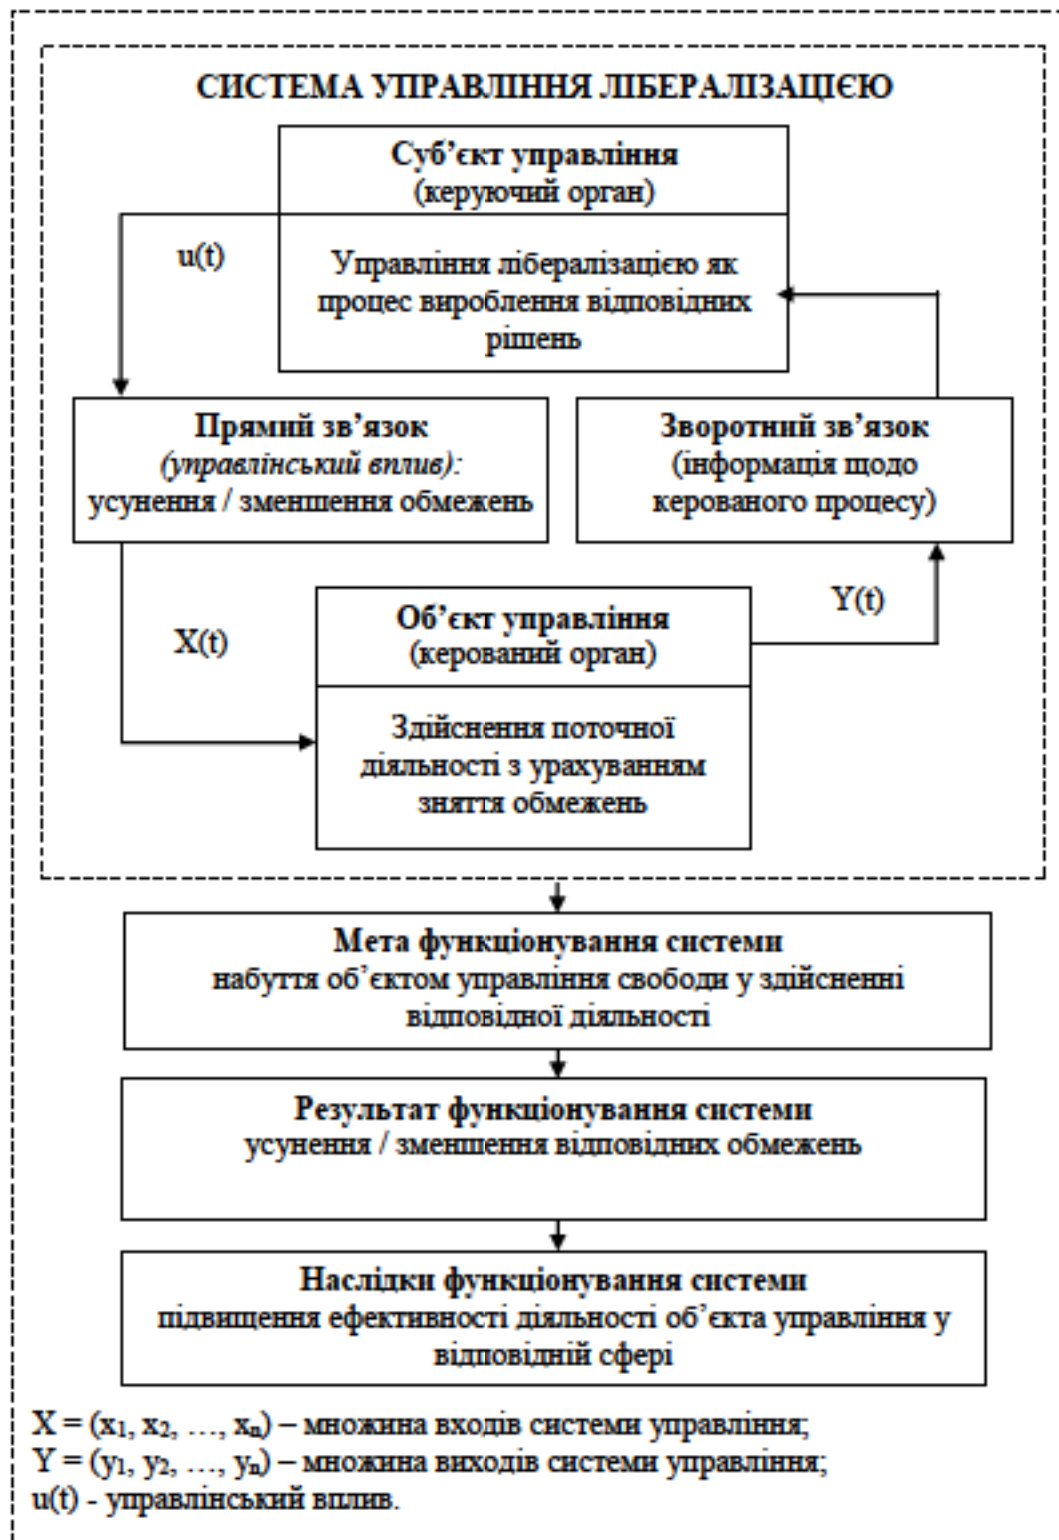 СИСТЕМА УПРАВЛІННЯ ЛІБЕРАЛІЗАЦІЄЮ
Суб’єкт управління
(керуючий орган)
u(t)
Управління лібералізацією як
процес вироблення відповідних
рішень
Прямий зв’язок
(управлінський вплив):
усунення / зменшення обмежень
Зворотний зв’язок
(інформація щодо
керованого процесу)
X(t)
Об’єкт управління
(керований орган)
Y(t)
Здійснення поточної
діяльності з урахуванням
зняття обмежень
Мета функціонування системи
набуття об’єктом управління свободи у здійсненні
відповідної діяльності
Результат функціонування системи
усунення / зменшення відповідних обмежень
Наслідки функціонування системи
підвищення ефективності діяльності об’єкта управління у
відповідній сфері
X = (x₁, x₂, …, xₙ) – множина входів системи управління;
Y = (y₁, y₂, …, yₙ) – множина виходів системи управління;
u(t) - управлінський вплив.